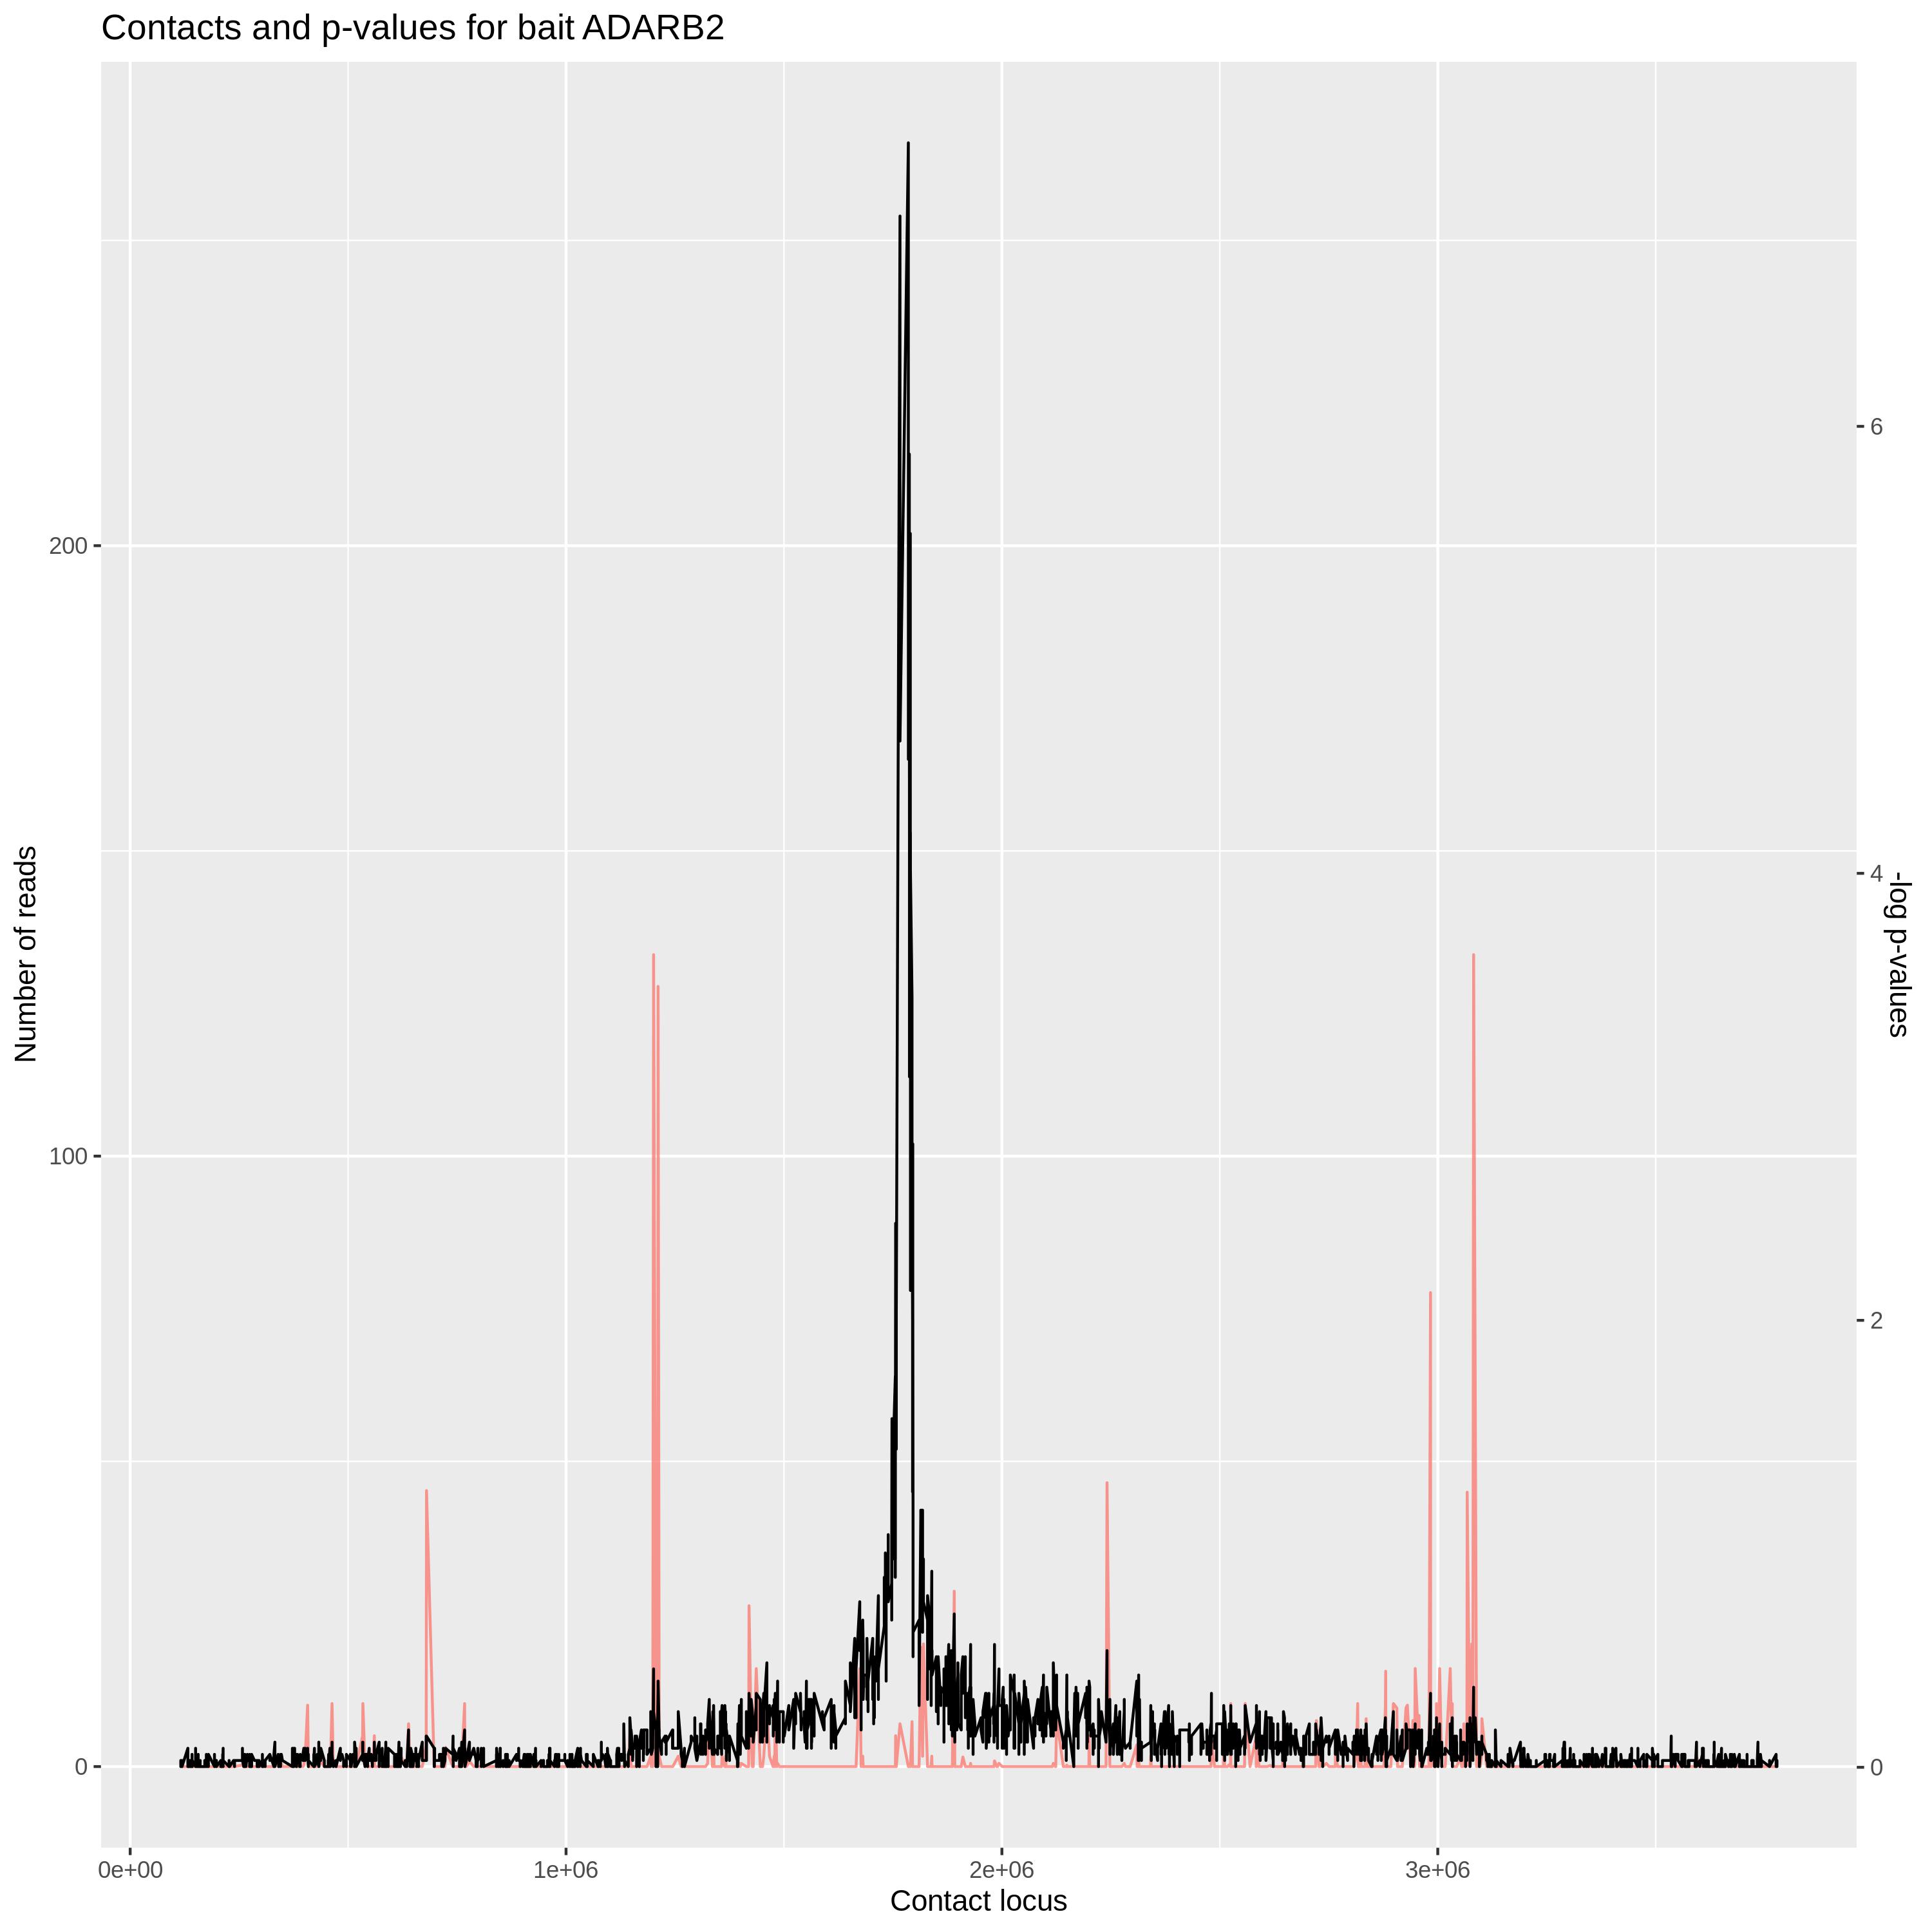 Contacts and p-values for bait ADARB2
Number of reads
200
100
0
6
4
2
0
-log p-values
0e+00
1e+06
2e+06
3e+06
Contact locus